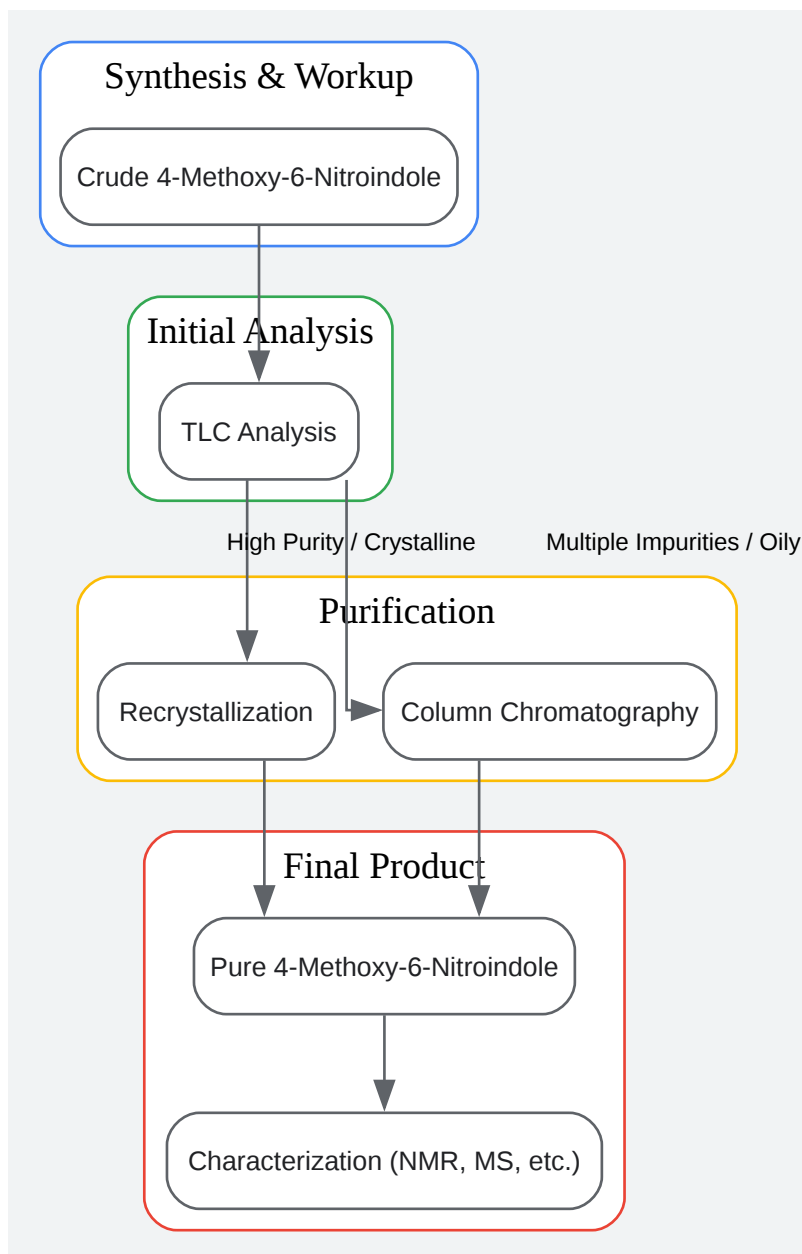 Synthesis & Workup
Crude 4-Methoxy-6-Nitroindole
Initial Analysis
TLC Analysis
High Purity / Crystalline
Multiple Impurities / Oily
Purification
Recrystallization
Column Chromatography
Final Product
Pure 4-Methoxy-6-Nitroindole
Characterization (NMR, MS, etc.)